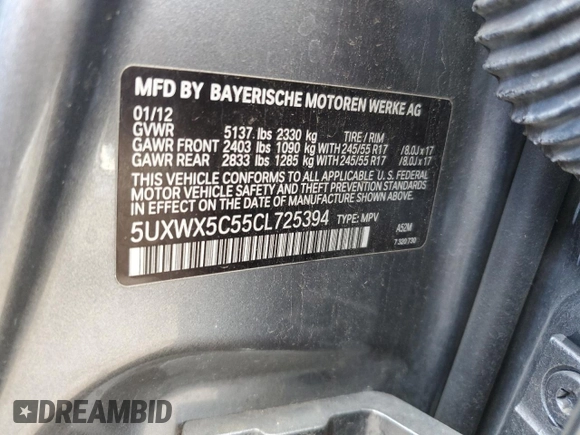 MFD BY BAYERISCHE MOTOREN WERKE AG
01/12
GVWR 5137 lbs 2330 kg TIRE / RIM
GAWR FRONT 2403 lbs 1090 kg WITH 245/55 R17 / 8.0J x 17
GAWR REAR 2833 lbs 1285 kg WITH 245/55 R17 / 8.0J x 17
THIS VEHICLE CONFORMS TO ALL APPLICABLE U.S. FEDERAL
MOTOR VEHICLE SAFETY AND THEFT PREVENTION STANDARDS
IN EFFECT ON THE DATE OF MANUFACTURE SHOWN ABOVE.
5UXWX5C55CL725394 TYPE: MPV A52M
7.320.730
DREAMBID